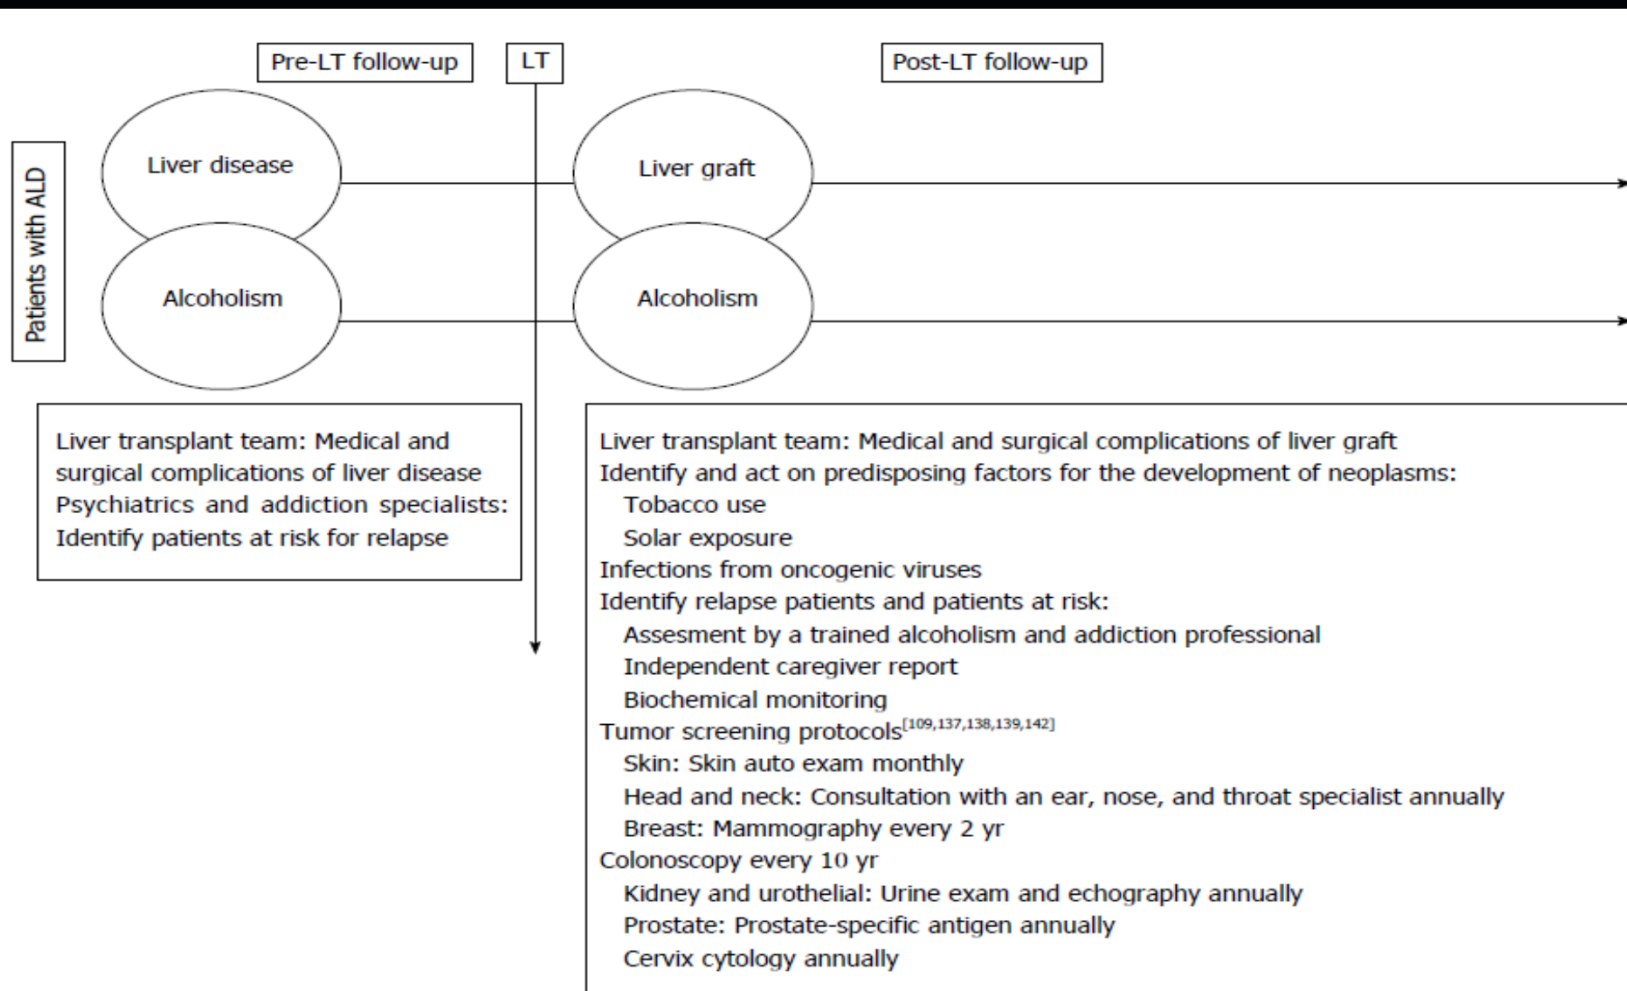 Pre-LT follow-up
LT
Post-LT follow-up
Patients with ALD
Liver disease
Liver graft
Alcoholism
Alcoholism
Liver transplant team: Medical and
surgical complications of liver disease
Psychiatrics and addiction specialists:
Identify patients at risk for relapse
Liver transplant team: Medical and surgical complications of liver graft
Identify and act on predisposing factors for the development of neoplasms:
Tobacco use
Solar exposure
Infections from oncogenic viruses
Identify relapse patients and patients at risk:
Assesment by a trained alcoholism and addiction professional
Independent caregiver report
Biochemical monitoring
Tumor screening protocols[109,137,138,139,142]
Skin: Skin auto exam monthly
Head and neck: Consultation with an ear, nose, and throat specialist annually
Breast: Mammography every 2 yr
Colonoscopy every 10 yr
Kidney and urothelial: Urine exam and echography annually
Prostate: Prostate-specific antigen annually
Cervix cytology annually